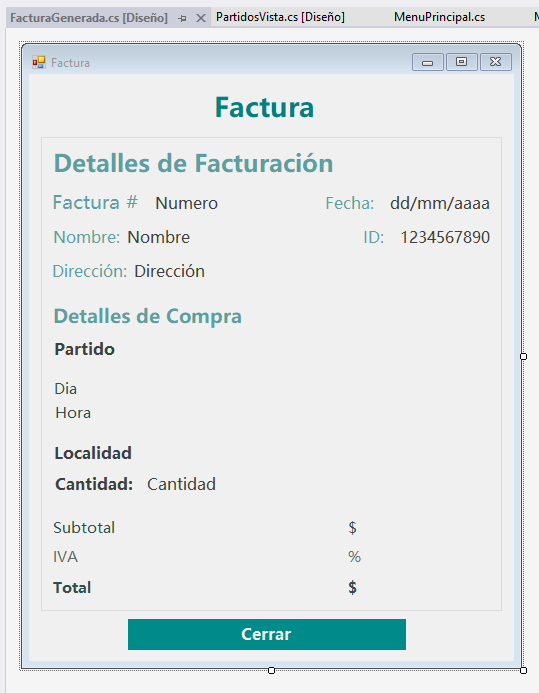 FacturaGenerada.cs [Diseño] PartidosVista.cs [Diseño] MenuPrincipal.cs
Factura
Factura
Detalles de Facturación
Factura # Numero Fecha: dd/mm/aaaa
Nombre: Nombre ID: 1234567890
Dirección: Dirección
Detalles de Compra
Partido
Dia
Hora
Localidad
Cantidad: Cantidad
Subtotal $
IVA %
Total $
Cerrar